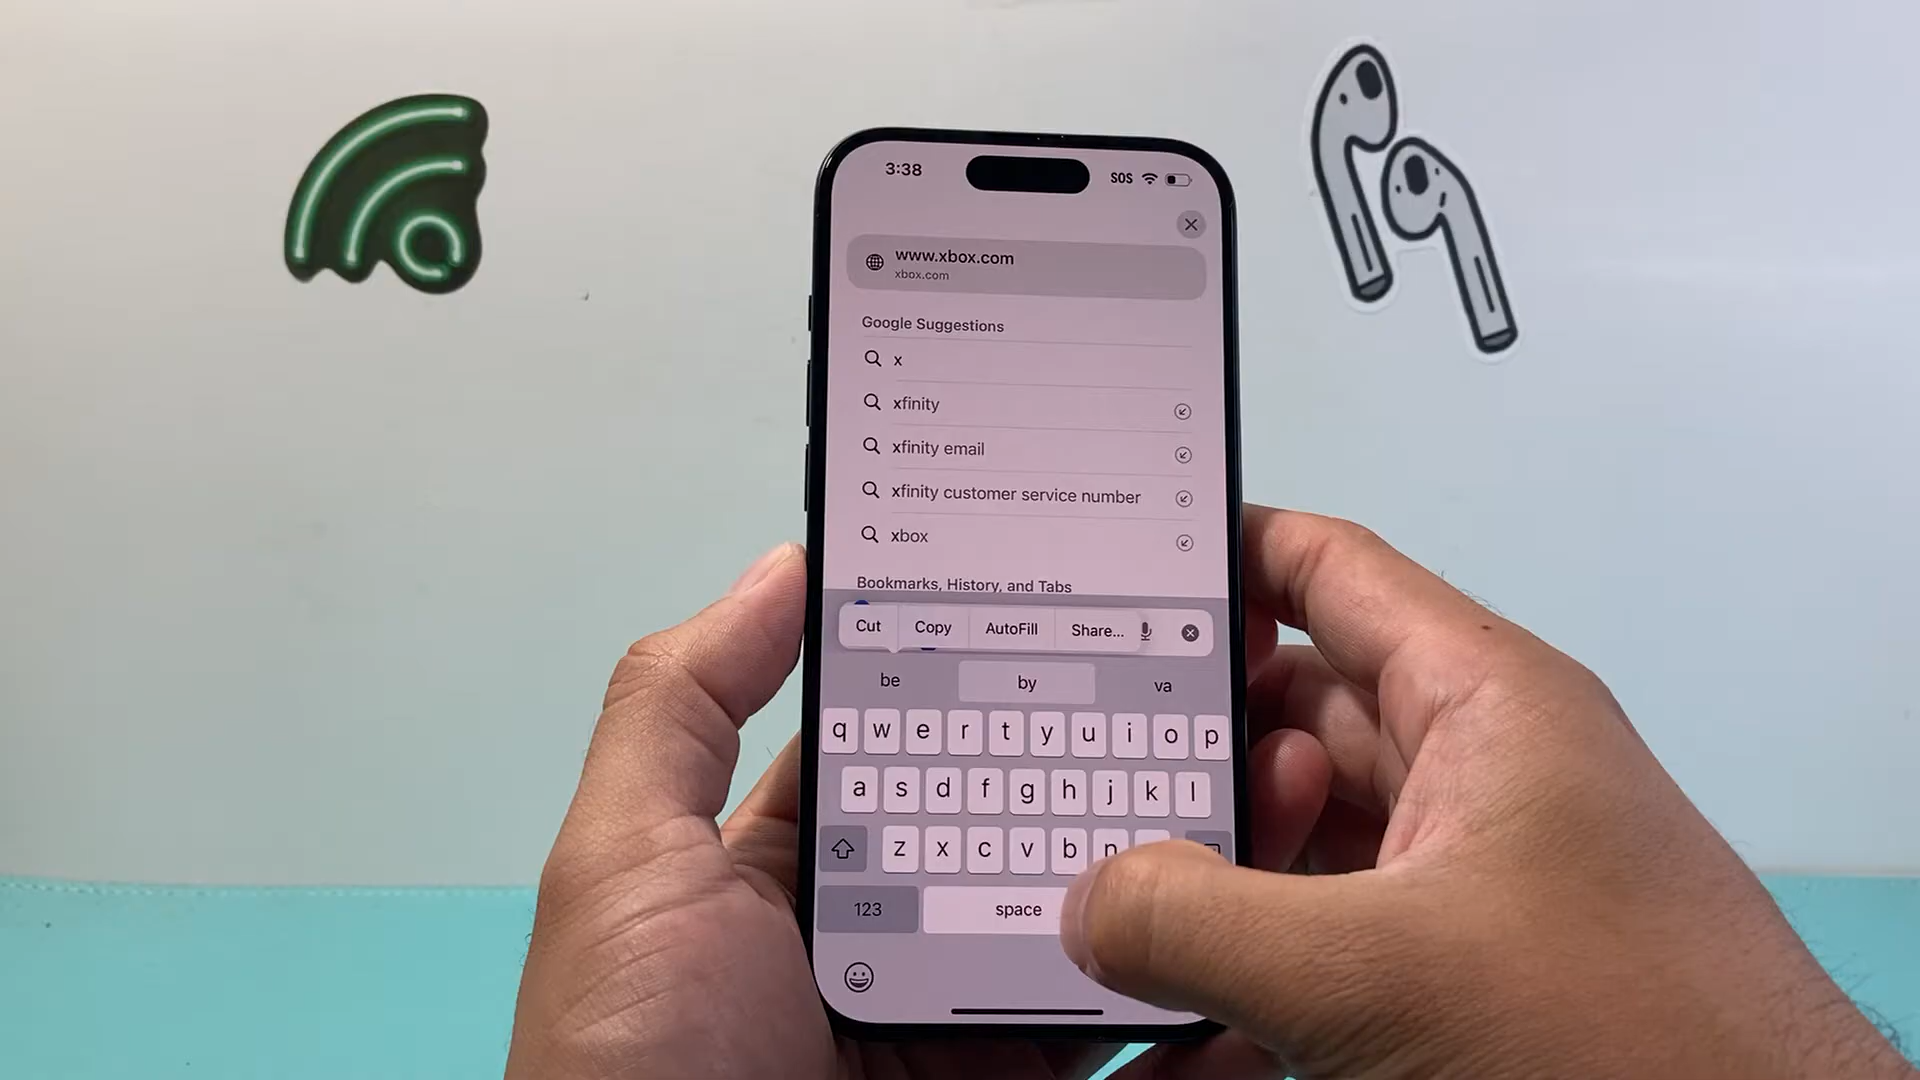 3:38
SOS
www.xbox.com
xbox.com
Google Suggestions
x
xfinity
xfinity email
xfinity customer service number
xbox
Bookmarks, History, and Tabs
Cut Copy AutoFill Share...
be by va
q w e r t y u i o p
a s d f g h j k l
z x c v b n
123 space